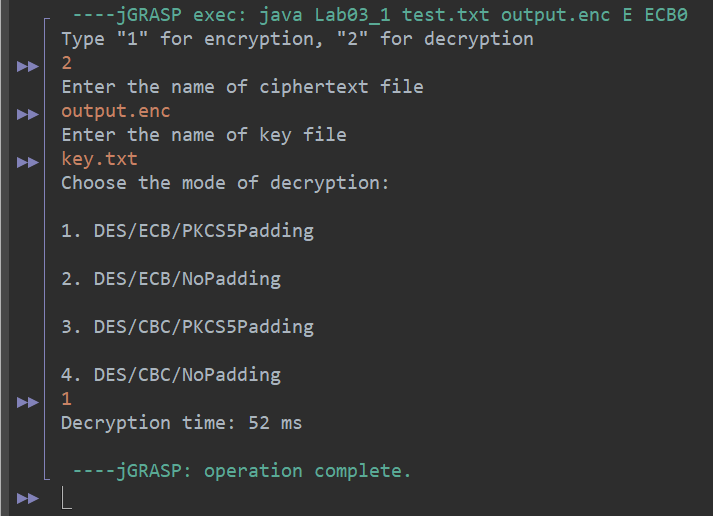 ----jGRASP exec: java Lab03_1 test.txt output.enc E ECB0
Type "1" for encryption, "2" for decryption
2
Enter the name of ciphertext file
output.enc
Enter the name of key file
key.txt
Choose the mode of decryption:
1. DES/ECB/PKCS5Padding
2. DES/ECB/NoPadding
3. DES/CBC/PKCS5Padding
4. DES/CBC/NoPadding
1
Decryption time: 52 ms
----jGRASP: operation complete.